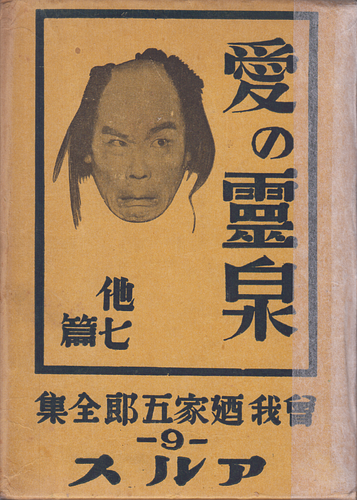 愛の靈泉
他七篇
曾我廼家五郎全集
-9-
アルス